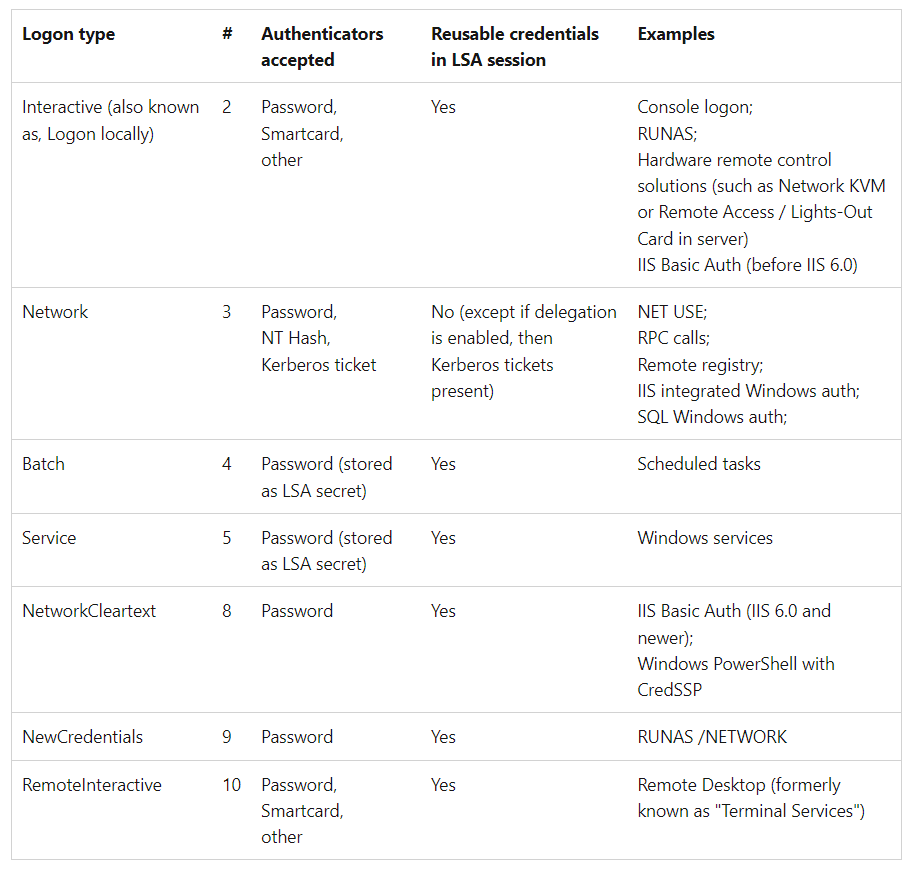 Logon type # Authenticators accepted Reusable credentials in LSA session Examples
Interactive (also known as, Logon locally) 2 Password, Smartcard, other Yes Console logon;
RUNAS;
Hardware remote control
solutions (such as Network KVM
or Remote Access / Lights-Out
Card in server)
IIS Basic Auth (before IIS 6.0)
Network 3 Password, NT Hash, Kerberos ticket No (except if delegation is enabled, then Kerberos tickets present) NET USE;
RPC calls;
Remote registry;
IIS integrated Windows auth;
SQL Windows auth;
Batch 4 Password (stored as LSA secret) Yes Scheduled tasks
Service 5 Password (stored as LSA secret) Yes Windows services
NetworkCleartext 8 Password Yes IIS Basic Auth (IIS 6.0 and
newer);
Windows PowerShell with
CredSSP
NewCredentials 9 Password Yes RUNAS /NETWORK
RemoteInteractive 10 Password, Smartcard, other Yes Remote Desktop (formerly
known as "Terminal Services")